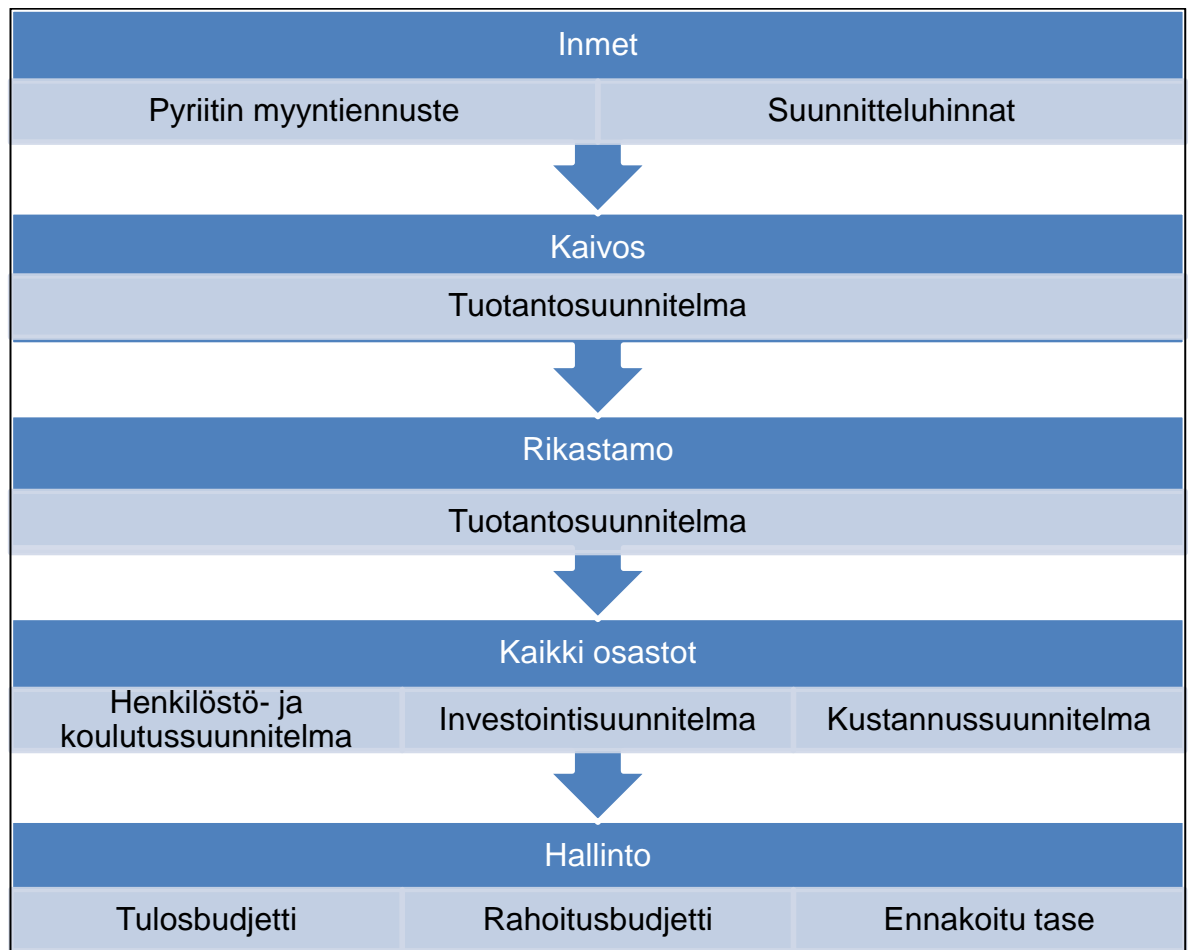 Inmet
Pyriitin myyntiennuste
Suunnitteluhinnat
Kaivos
Tuotantosuunnitelma
Rikastamo
Tuotantosuunnitelma
Kaikki osastot
Henkilöstö- ja
koulutussuunnitelma
Investointisuunnitelma
Kustannussuunnitelma
Hallinto
Tulosbudjetti
Rahoitusbudjetti
Ennakoitu tase